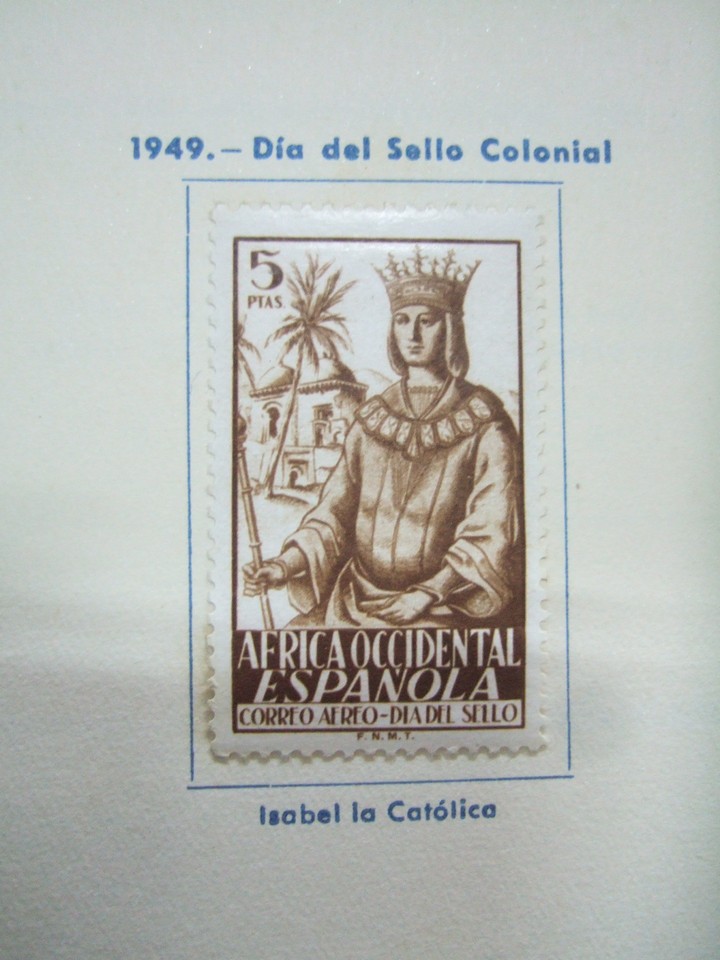 1949.– Día del Sello Colonial
5
PTAS.
AFRICA OCCIDENTAL
ESPAÑOLA
CORREO AEREO-DIA DEL SELLO
F. N. M. T.
Isabel la Católica